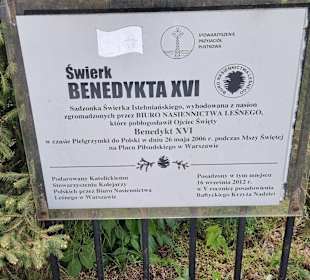 STOWARZYSZENIE
PRZYJACIÓŁ
Świerk
BENEDYKTA XVI
Sadzonka Świerka Istebniańskiego, wyhodowana z nasion
zgromadzonych przez BIURO NASIENNICTWA LEŚNEGO,
które pobłogosławił Ojciec Święty
Benedykt XVI
w czasie Pielgrzymki do Polski w dniu 26 maja 2006 r. podczas Mszy Świętej
na Placu Piłsudskiego w Warszawie
Podarowany Katolickiemu
Stowarzyszeniu Kolejarzy
Polskich przez Biuro Nasiennictwa
Leśnego w Warszawie
Posadzony w tym miejscu
16 września 2012 r.
w V rocznicę posadowienia
Bałtyckiego Krzyża Nadziei